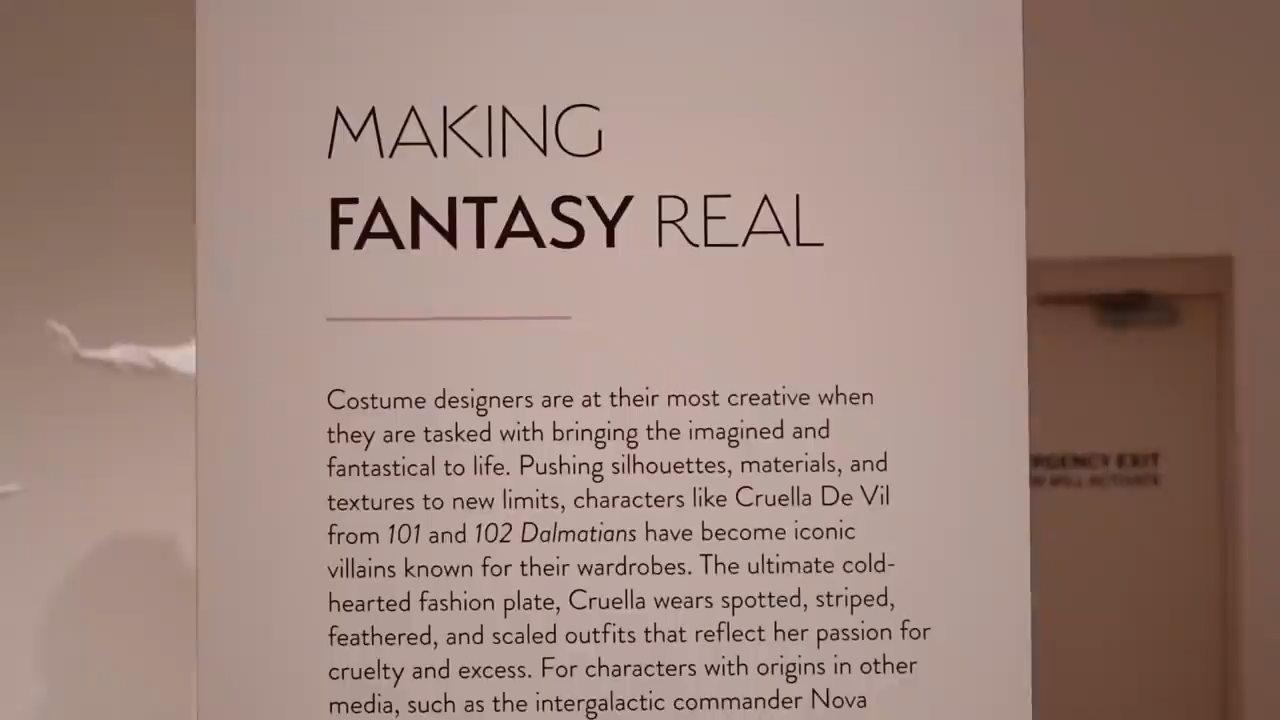 MAKING
FANTASY REAL
Costume designers are at their most creative when
they are tasked with bringing the imagined and
fantastical to life. Pushing silhouettes, materials, and
textures to new limits, characters like Cruella De Vil
from 101 and 102 Dalmatians have become iconic
villains known for their wardrobes. The ultimate cold-
hearted fashion plate, Cruella wears spotted, striped,
feathered, and scaled outfits that reflect her passion for
cruelty and excess. For characters with origins in other
media, such as the intergalactic commander Nova
RGENCY EXIT
WILL ACTIVATE